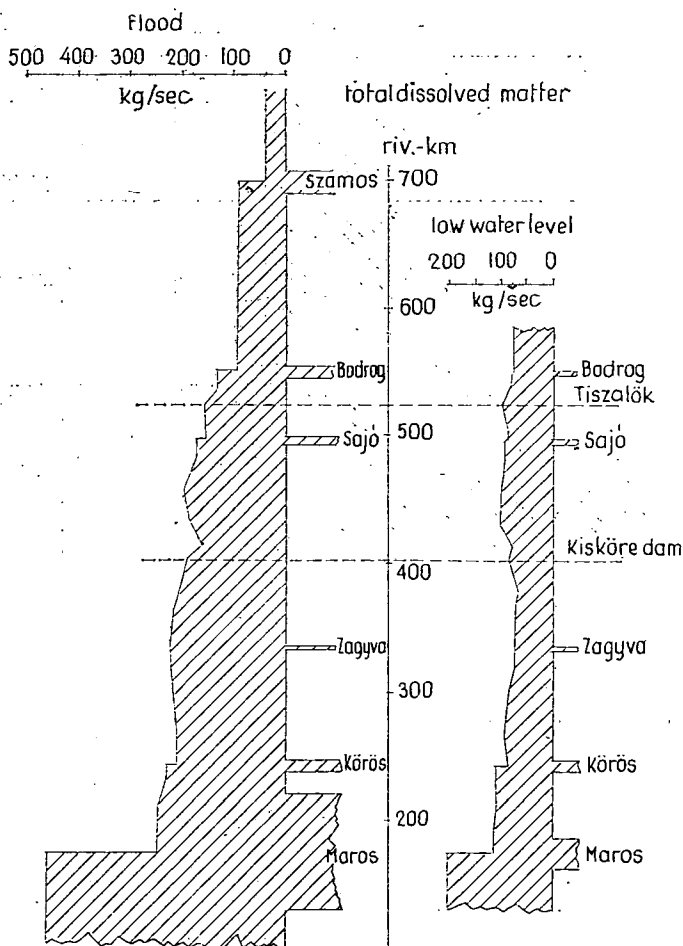 Flood
500 400 300 200 100 0
kg/sec
total dissolved matter
riv.-km
Szamos
700
low water level
200 100 0
kg/sec
600
Bodrog
Bodrog
Tiszalök
500
Sajó
Sajó
Kisköre dam
400
Zagyva
Zagyva
300
Körös
Körös
200
Maros
Maros